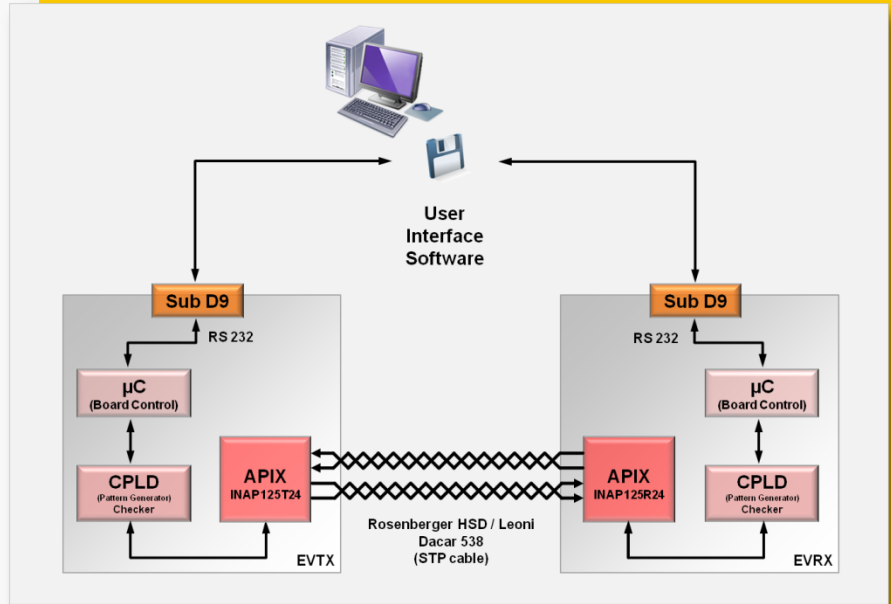 User
Interface
Software
Sub D9
RS 232
µC
(Board Control)
CPLD
(Pattern Generator)
Checker
APIX
INAP125T24
EVTX
Rosenberger HSD / Leoni
Dacar 538
(STP cable)
Sub D9
RS 232
µC
(Board Control)
APIX
INAP125R24
CPLD
(Pattern Generator)
Checker
EVRX